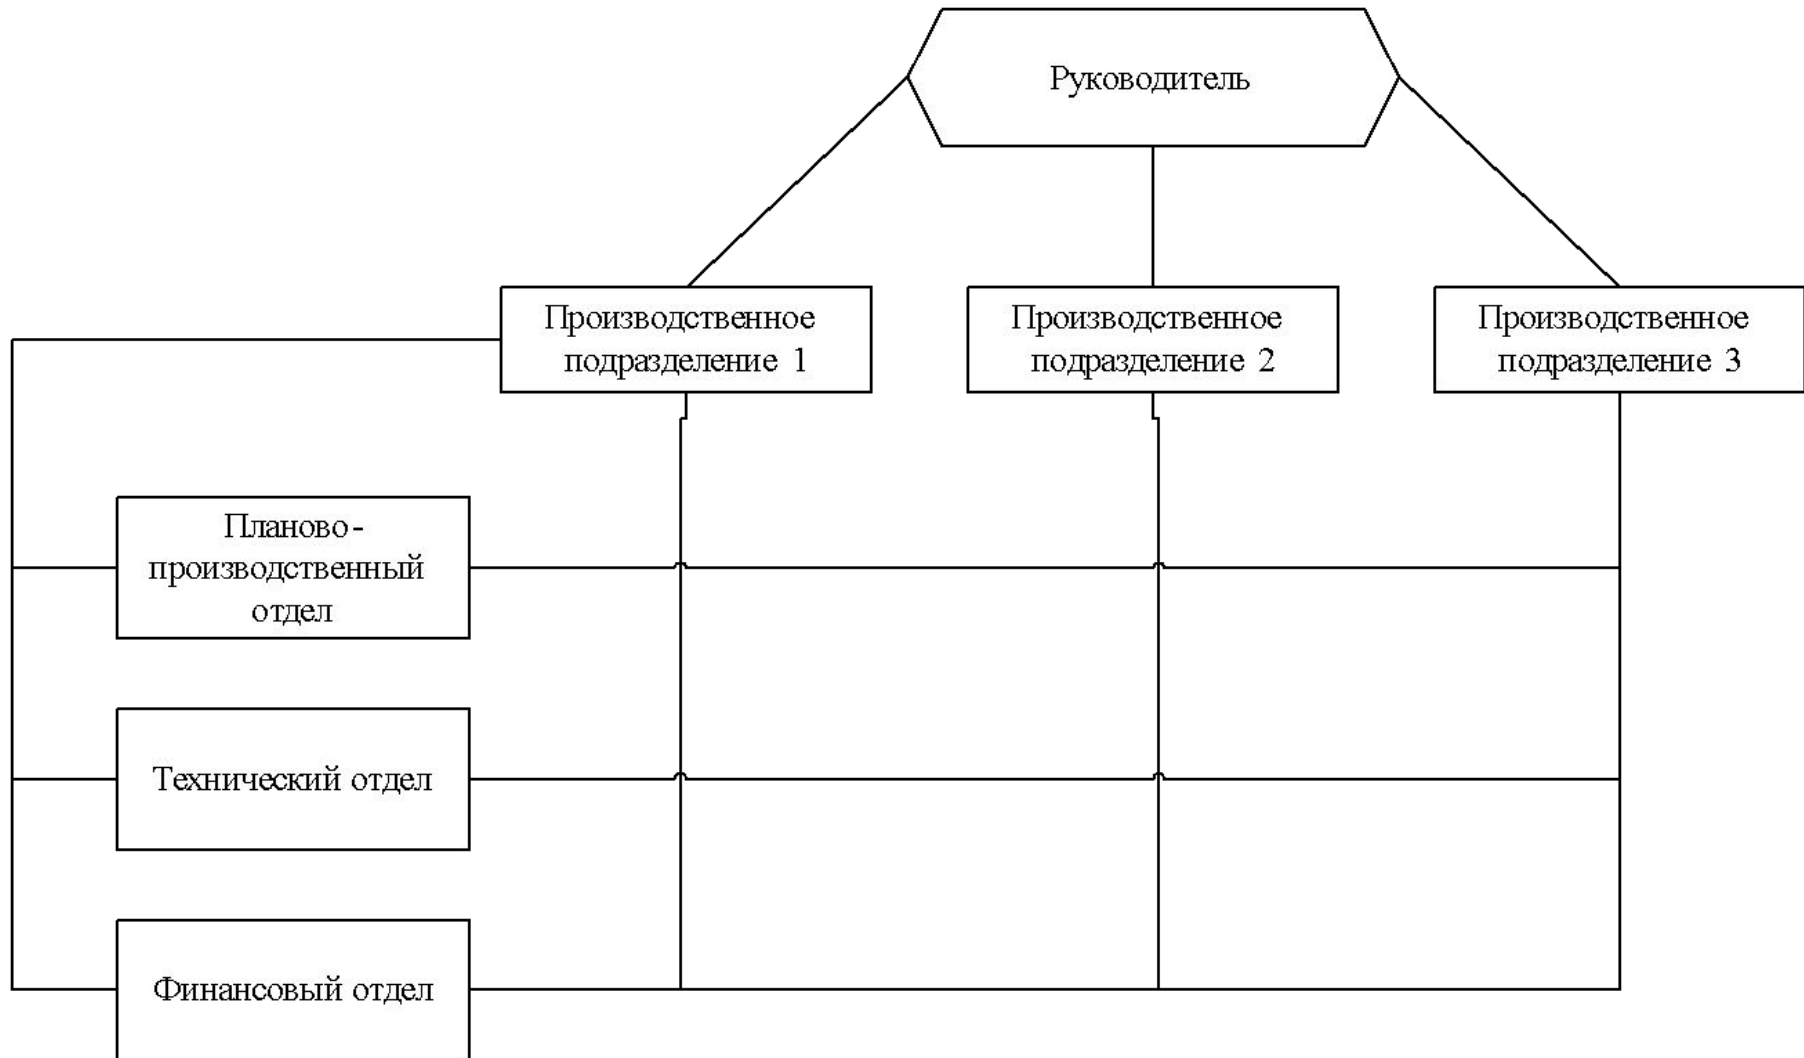 Руководитель
Производственное
подразделение 1
Производственное
подразделение 2
Производственное
подразделение 3
Планово-
производственный
отдел
Технический отдел
Финансовый отдел